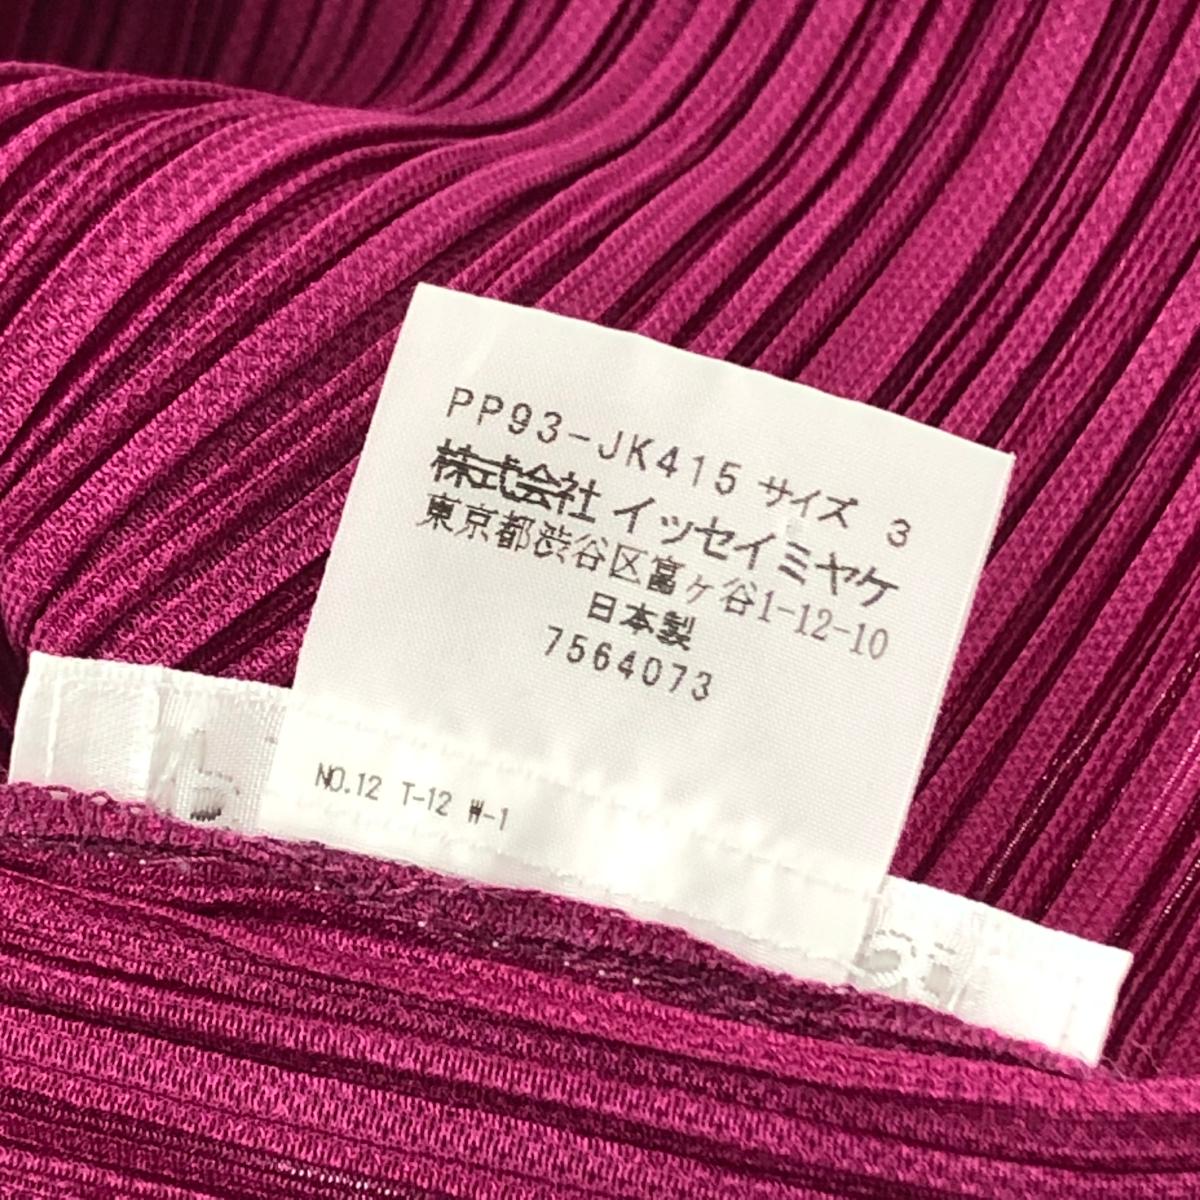 PP93-JK415 サイズ 3
株式会社 イッセイミヤケ
東京都渋谷区富ヶ谷1-12-10
日本製
7564073
NO.12 T-12 W-1